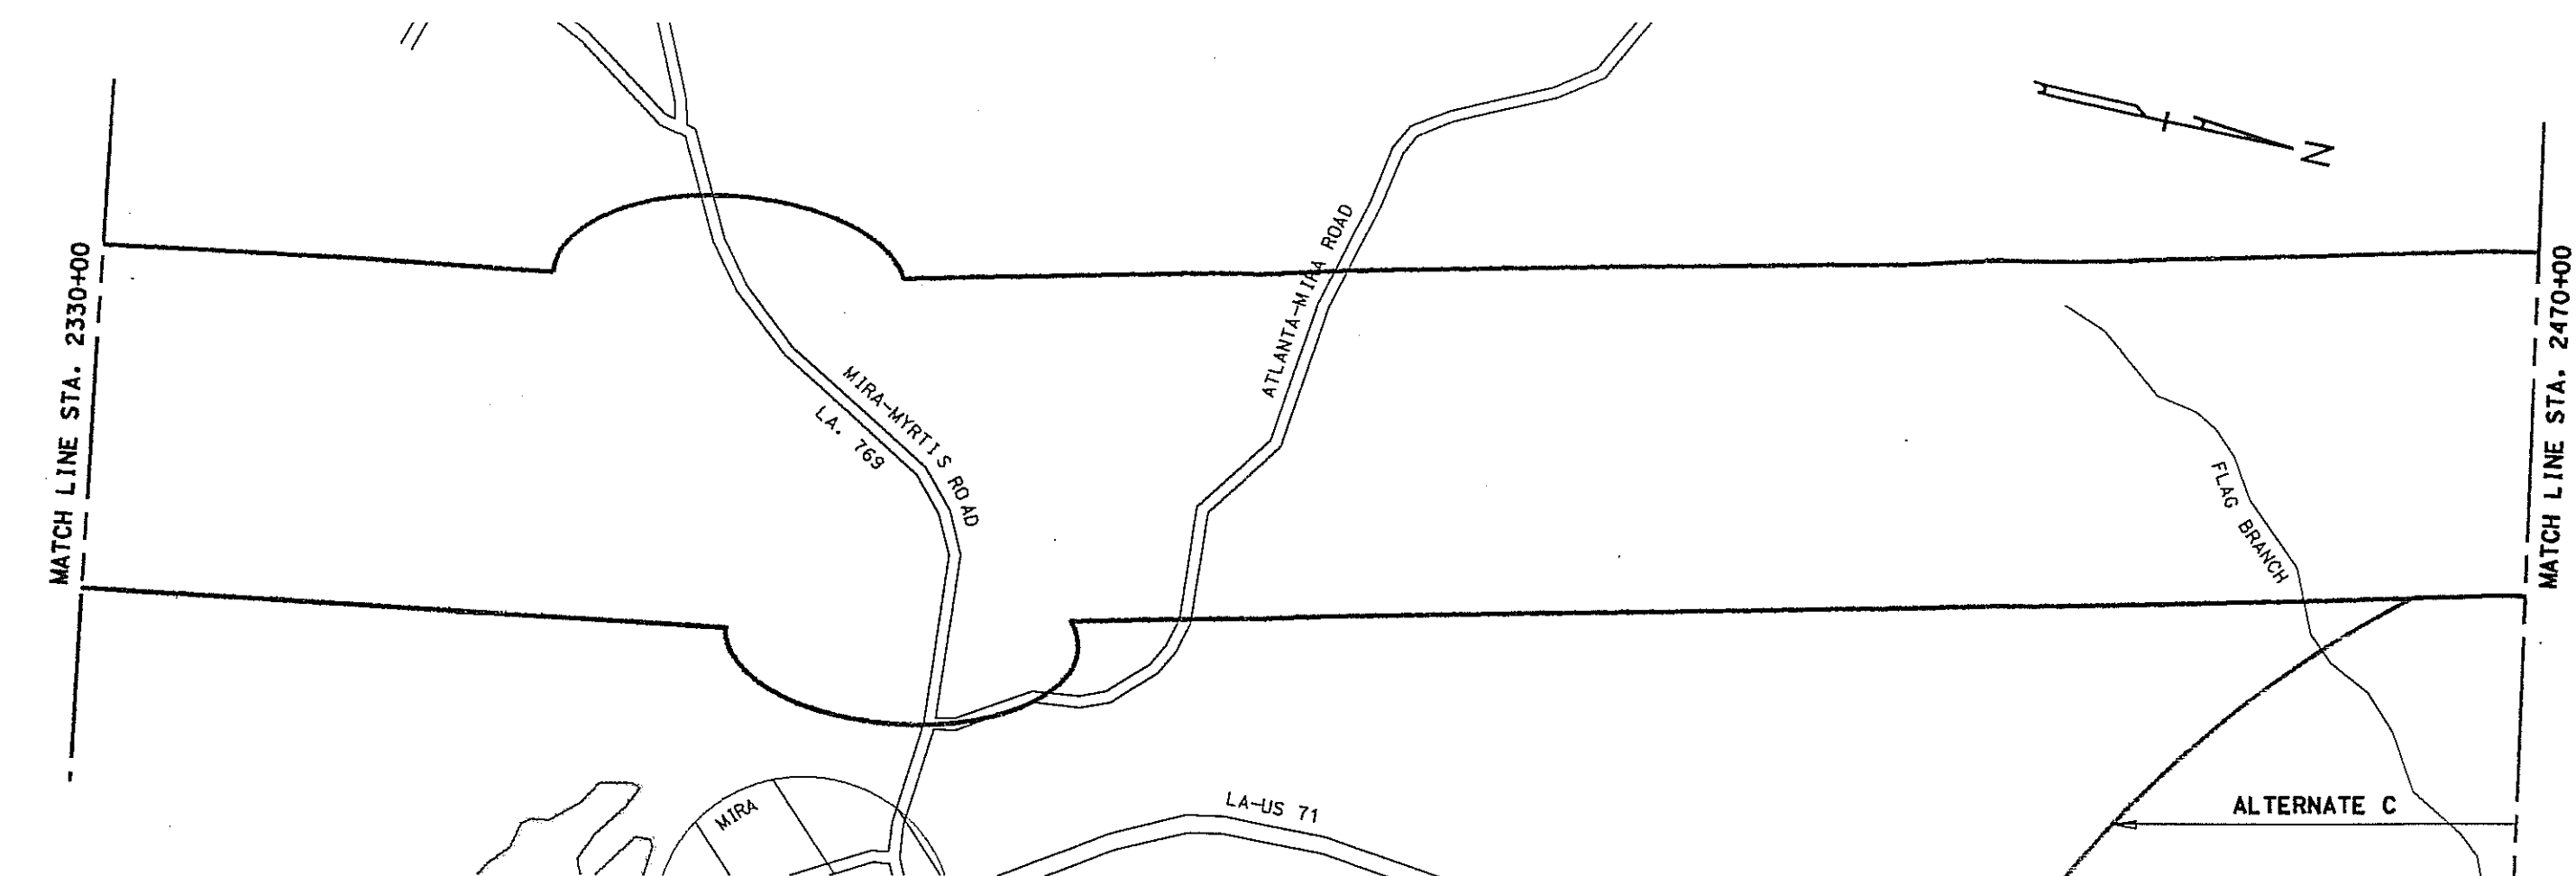 N
MATCH LINE STA. 2330+00
MATCH LINE STA. 2470+00
ATLANTA-MIRA ROAD
MIRA-MYRTIS ROAD
LA. 769
FLAG BRANCH
MIRA
LA-US 71
ALTERNATE C